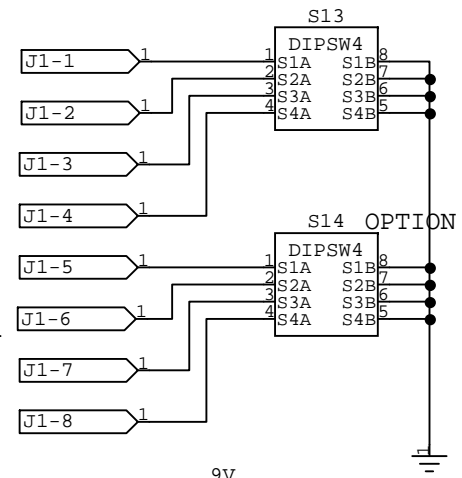 S13
DIPSW4
J1-1 1 1 S1A S1B 8
J1-2 1 2 S2A S2B 7
J1-3 1 3 S3A S3B 6
J1-4 1 4 S4A S4B 5
S14 OPTION
DIPSW4
J1-5 1 1 S1A S1B 8
J1-6 1 2 S2A S2B 7
J1-7 1 3 S3A S3B 6
J1-8 1 4 S4A S4B 5
1
9V